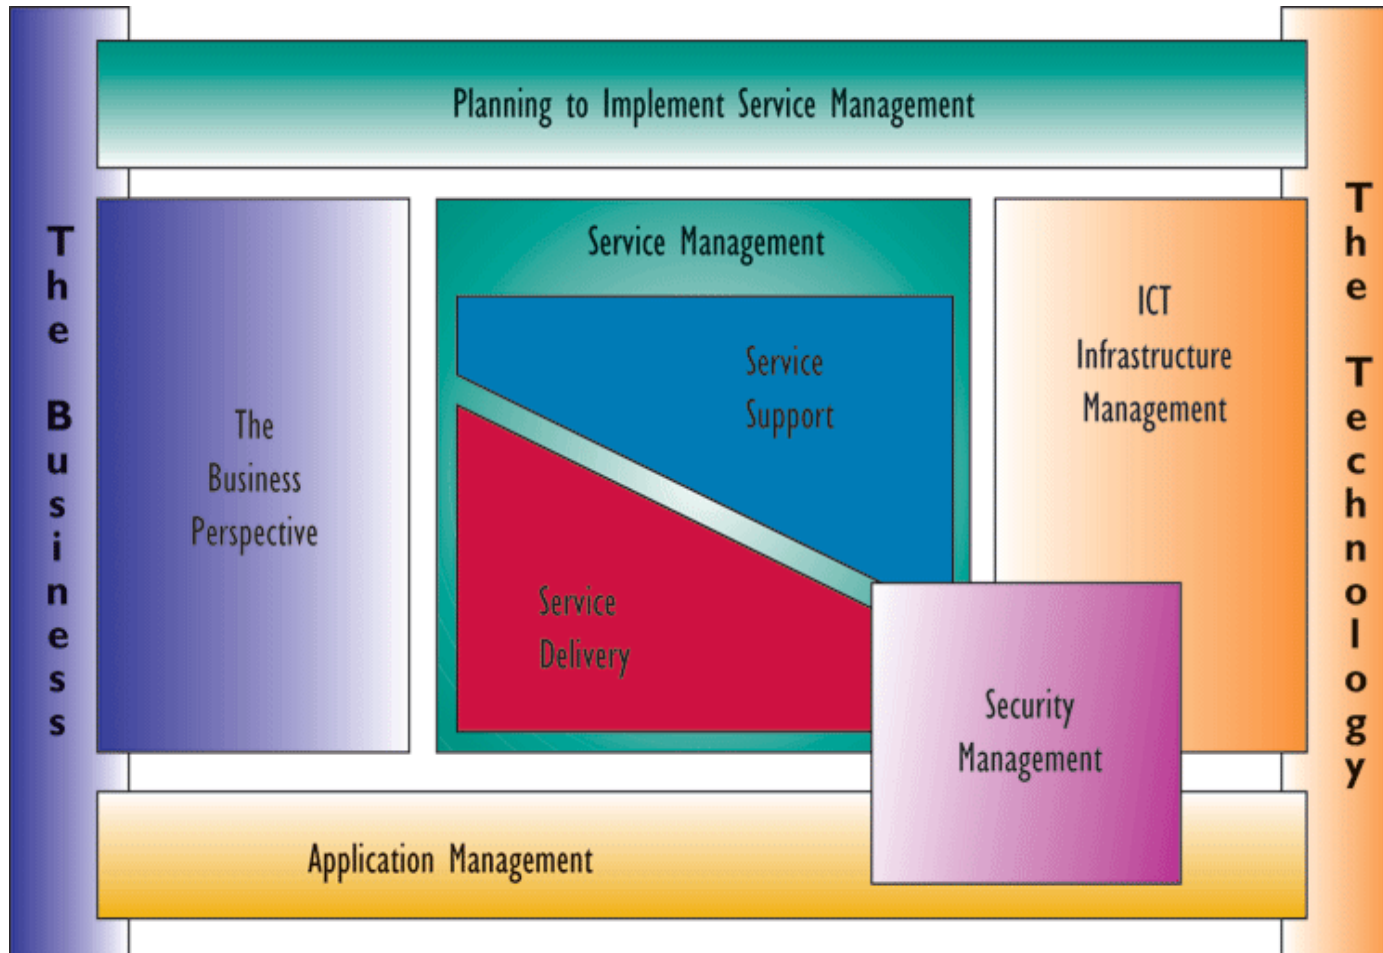 Planning to Implement Service Management
The Business
The
Business
Perspective
Service Management
Service
Support
Service
Delivery
ICT
Infrastructure
Management
Security
Management
Application Management
The Technology